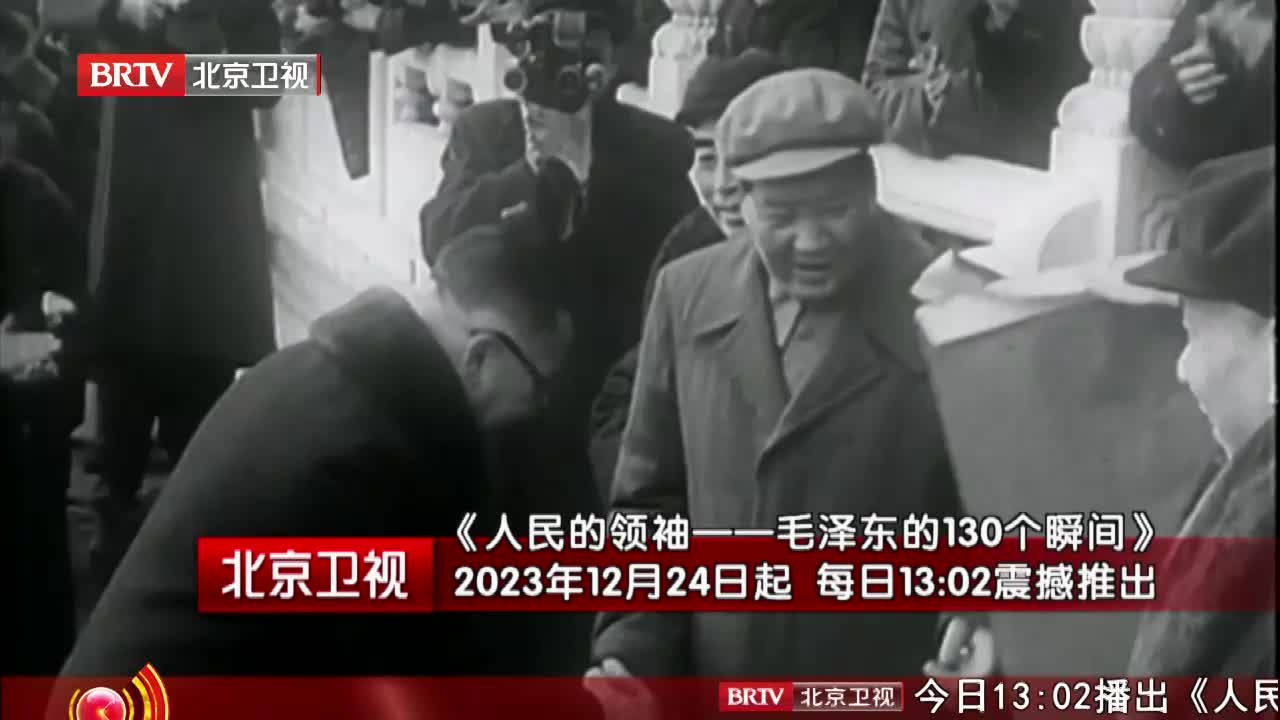 BRTV 北京卫视
《人民的领袖——毛泽东的130个瞬间》
北京卫视
2023年12月24日起 每日13:02震撼推出
BRTV 北京卫视 今日13:02播出《人民